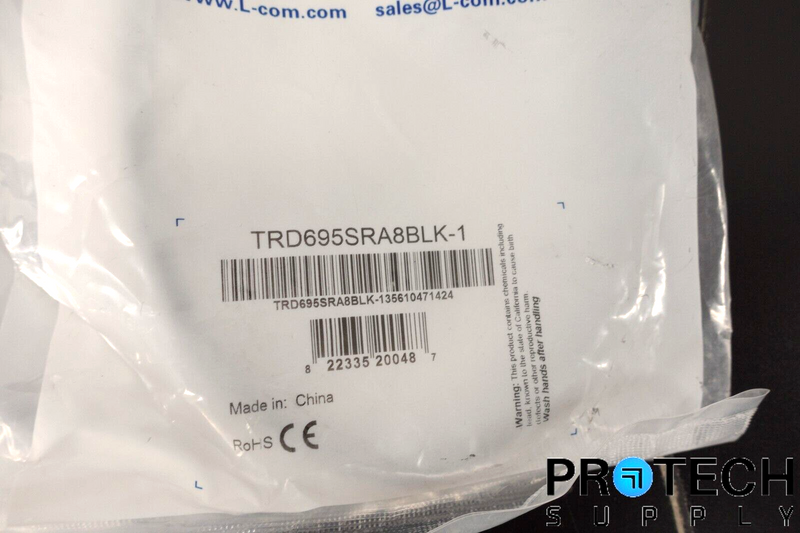 www.L-com.com sales@L-com.com
TRD695SRA8BLK-1
TRD695SRA8BLK-135610471424
8 22335 20048 7
Made in: China
RoHS CE
Warning: This product contains chemicals including
lead, known to the state of California to cause birth
defects or other reproductive harm.
Wash hands after handling
PROTECH
SUPPLY